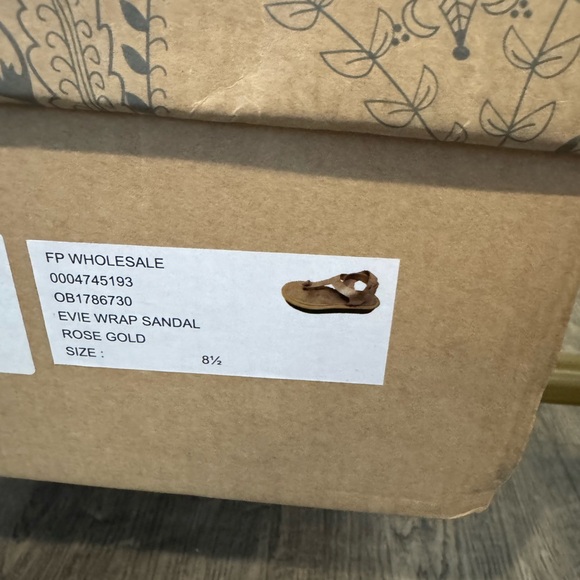 FP WHOLESALE
0004745193
OB1786730
EVIE WRAP SANDAL
ROSE GOLD
SIZE : 8½